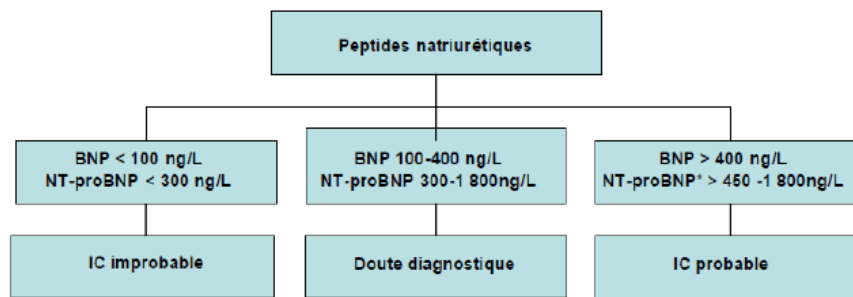 Peptides natriurétiques
BNP < 100 ng/L
NT-proBNP < 300 ng/L
BNP 100-400 ng/L
NT-proBNP 300-1 800ng/L
BNP > 400 ng/L
NT-proBNP* > 450 -1 800ng/L
IC improbable
Doute diagnostique
IC probable